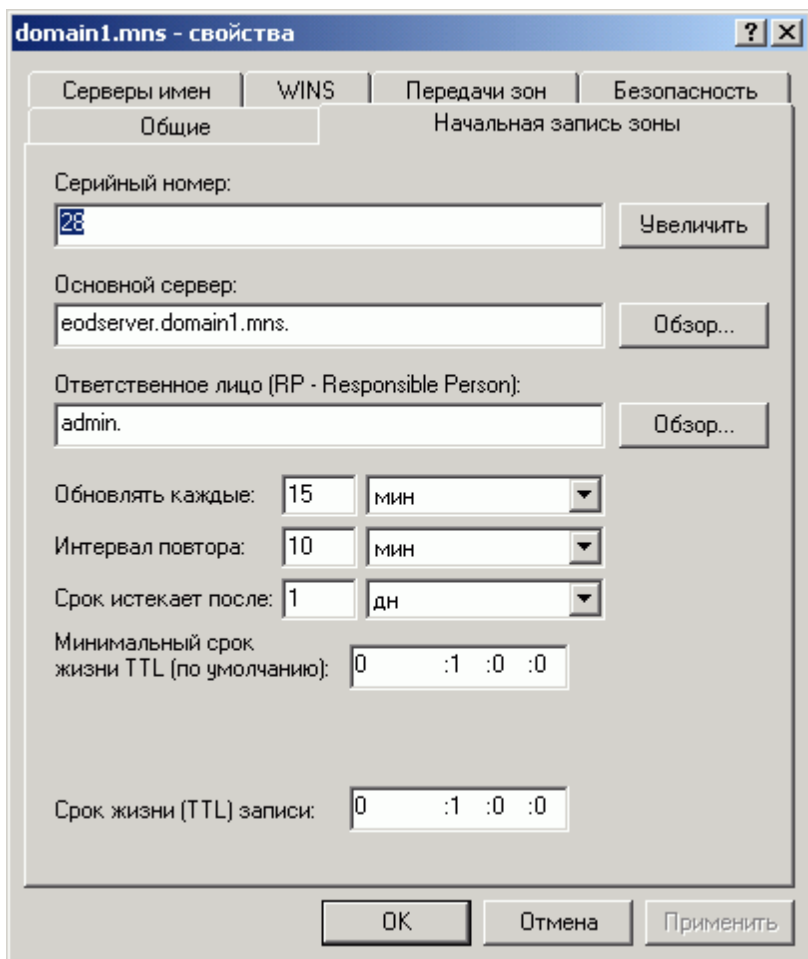 domain1.mns - свойства
Серверы имен WINS Передачи зон Безопасность
Общие Начальная запись зоны
Серийный номер:
28 Увеличить
Основной сервер:
eodserver.domain1.mns. Обзор...
Ответственное лицо (RP - Responsible Person):
admin. Обзор...
Обновлять каждые: 15 мин
Интервал повтора: 10 мин
Срок истекает после: 1 дн
Минимальный срок
жизни TTL (по умолчанию): 0 :1 :0 :0
Срок жизни (TTL) записи: 0 :1 :0 :0
OK Отмена Применить